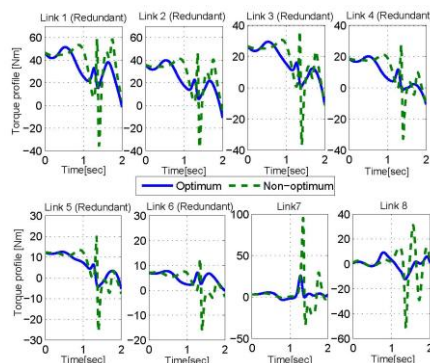 Link 1 (Redundant) Link 2 (Redundant) Link 3 (Redundant) Link 4 (Redundant)
Torque profile [Nm]
60 60 40 40
40 40 20 20
20 20 0 0
0 0 -20 -20
-20 -20
-40 -40 -40 -40
0 1 2 0 1 2 0 1 2 0 1 2
Time[sec] Time[sec] Time[sec] Time[sec]
Optimum Non-optimum
Link 5 (Redundant) Link 6 (Redundant) Link7 Link 8
Torque profile [Nm]
30 30 100 40
20 20 20
10 10 50 0
0 0 0 -20
-10 -10 -40
-20 -20
-30 -30 -50 -60
0 1 2 0 1 2 0 1 2 0 1 2
Time[sec] Time[sec] Time[sec] Time[sec]